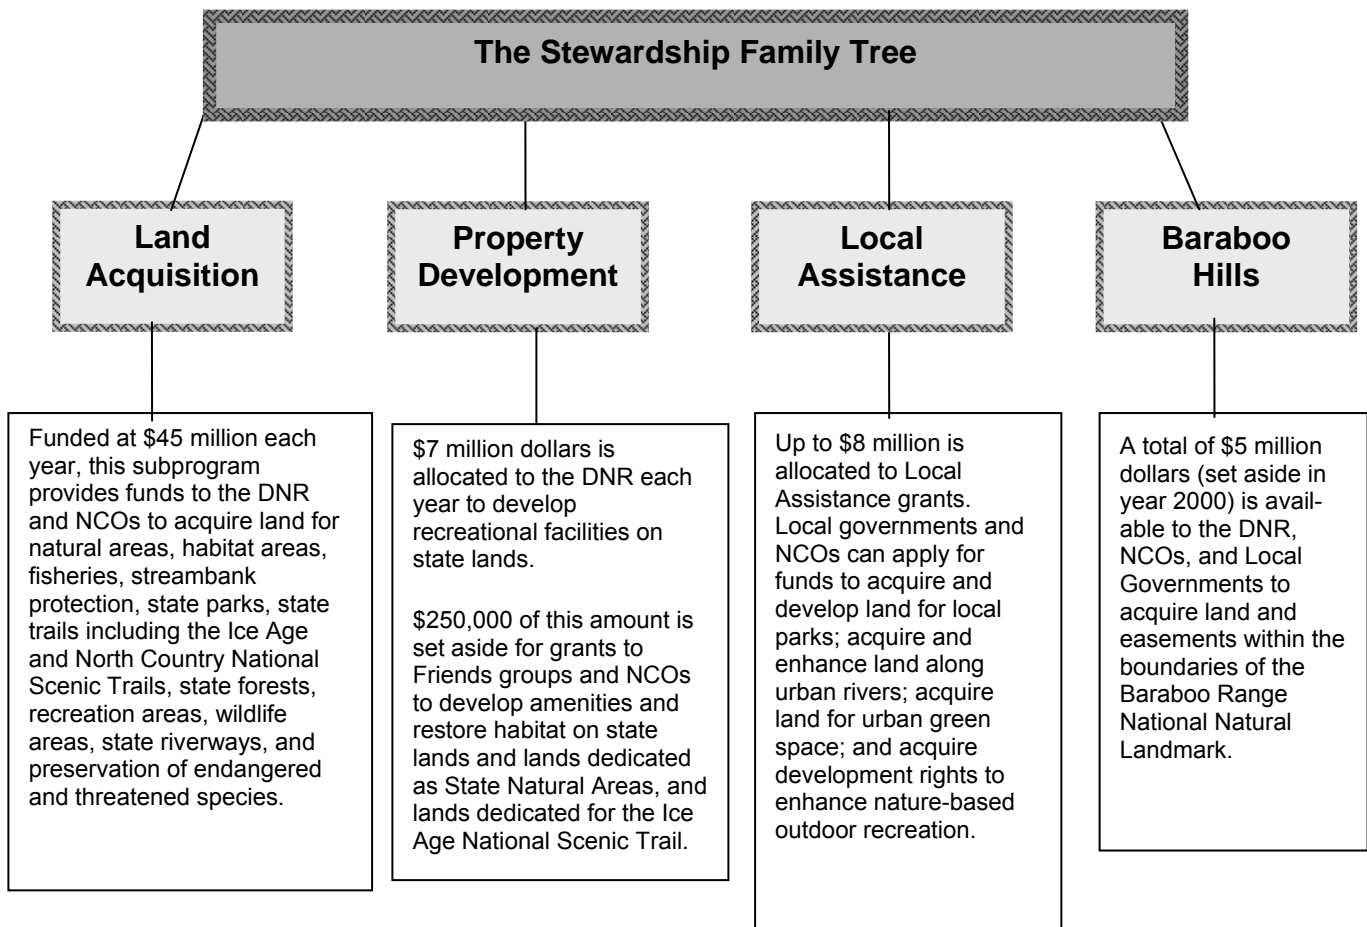 The Stewardship Family Tree
Land
Acquisition
Property
Development
Local
Assistance
Baraboo
Hills
Funded at $45 million each
year, this subprogram
provides funds to the DNR
and NCOs to acquire land for
natural areas, habitat areas,
fisheries, streambank
protection, state parks, state
trails including the Ice Age
and North Country National
Scenic Trails, state forests,
recreation areas, wildlife
areas, state riverways, and
preservation of endangered
and threatened species.
$7 million dollars is
allocated to the DNR each
year to develop
recreational facilities on
state lands.
$250,000 of this amount is
set aside for grants to
Friends groups and NCOs
to develop amenities and
restore habitat on state
lands and lands dedicated
as State Natural Areas, and
lands dedicated for the Ice
Age National Scenic Trail.
Up to $8 million is
allocated to Local
Assistance grants.
Local governments and
NCOs can apply for
funds to acquire and
develop land for local
parks; acquire and
enhance land along
urban rivers; acquire
land for urban green
space; and acquire
development rights to
enhance nature-based
outdoor recreation.
A total of $5 million
dollars (set aside in
year 2000) is avail-
able to the DNR,
NCOs, and Local
Governments to
acquire land and
easements within the
boundaries of the
Baraboo Range
National Natural
Landmark.